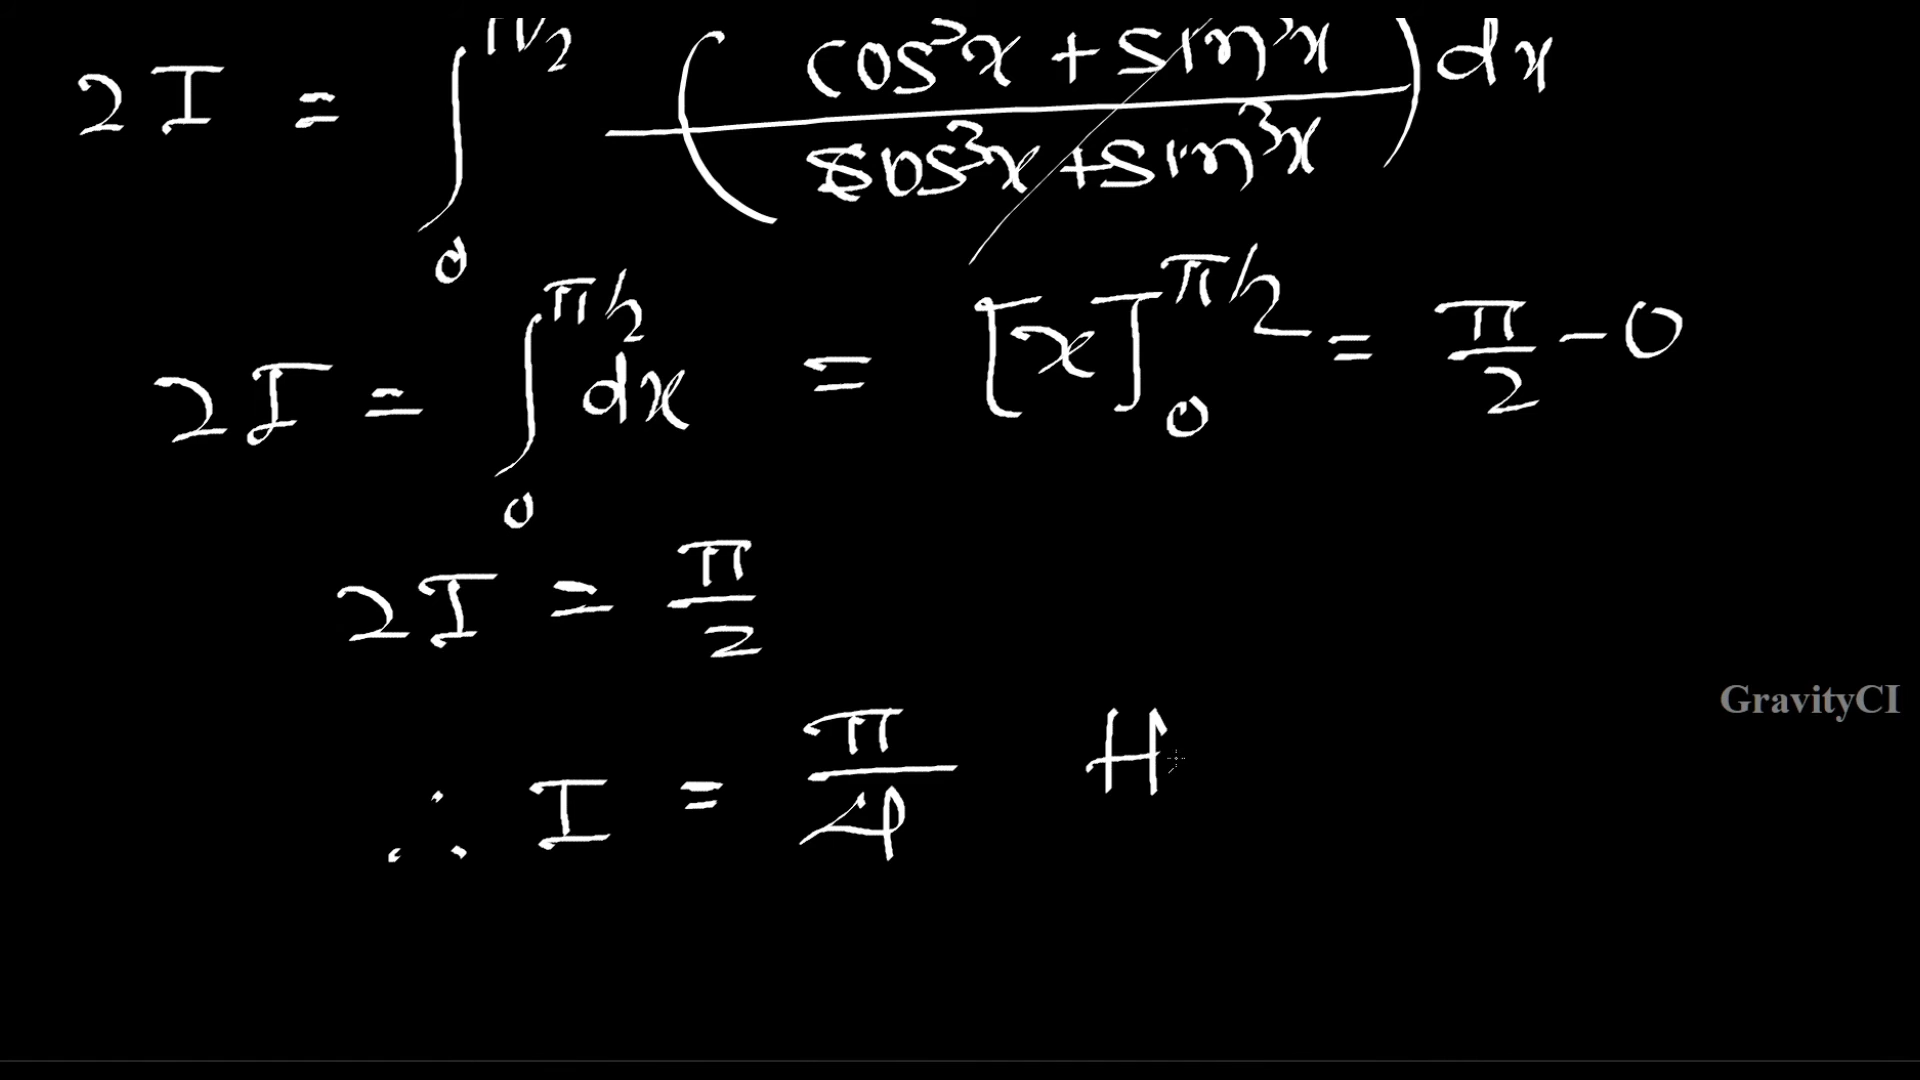 2I = ∫₀^(π/2) ( (cos³x + sin³x) / (cos³x + sin³x) ) dx
2I = ∫₀^(π/2) dx = [x]₀^(π/2) = π/2 - 0
2I = π/2
GravityCI
∴ I = π/4 H